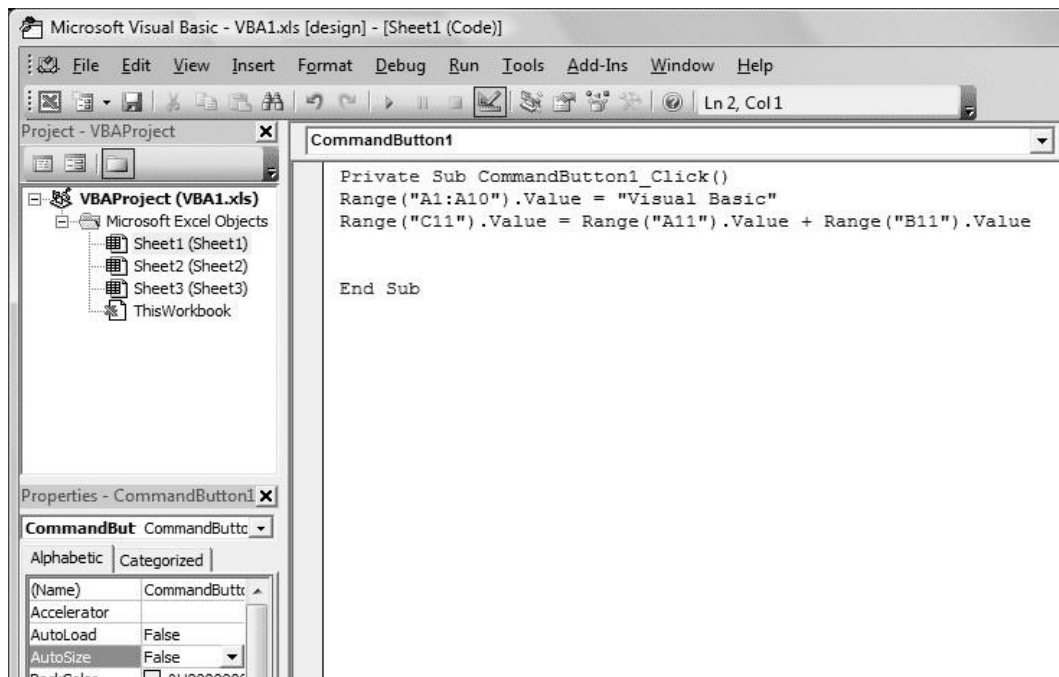 Microsoft Visual Basic - VBA1.xls [design] - [Sheet1 (Code)]
File Edit View Insert Format Debug Run Tools Add-Ins Window Help
Ln 2, Col 1
Project - VBAProject
VBAProject (VBA1.xls)
Microsoft Excel Objects
Sheet1 (Sheet1)
Sheet2 (Sheet2)
Sheet3 (Sheet3)
ThisWorkbook
Properties - CommandButton1
CommandBut CommandButto
Alphabetic Categorized
(Name) CommandButto
Accelerator
AutoLoad False
AutoSize False
CommandButton1
Private Sub CommandButton1_Click()
Range("A1:A10").Value = "Visual Basic"
Range("C11").Value = Range("A11").Value + Range("B11").Value
End Sub